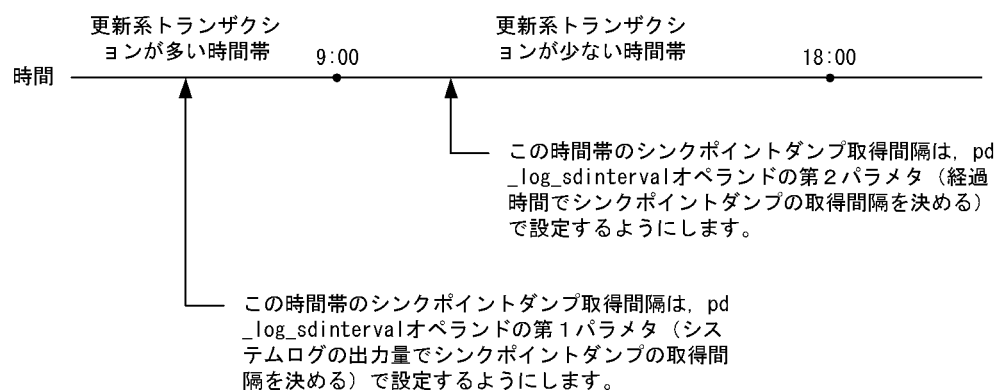 更新系トランザクシ
ョンが多い時間帯
更新系トランザクシ
ョンが少ない時間帯
9:00
18:00
時間
この時間帯のシンクポイントダンプ取得間隔は，pd
_log_sdintervalオペランドの第２パラメタ（経過
時間でシンクポイントダンプの取得間隔を決める）
で設定するようにします。
この時間帯のシンクポイントダンプ取得間隔は，pd
_log_sdintervalオペランドの第１パラメタ（シス
テムログの出力量でシンクポイントダンプの取得間
隔を決める）で設定するようにします。